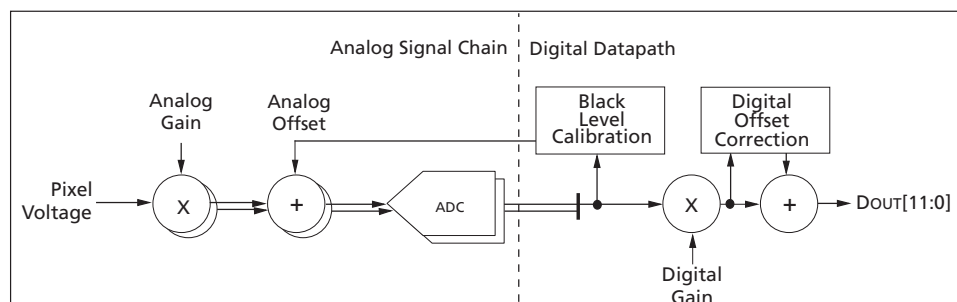 Analog Signal Chain
Digital Datapath
Analog
Gain
Analog
Offset
Black
Level
Calibration
Digital
Offset
Correction
Pixel
Voltage
X
+
ADC
X
+
DOUT[11:0]
Digital
Gain